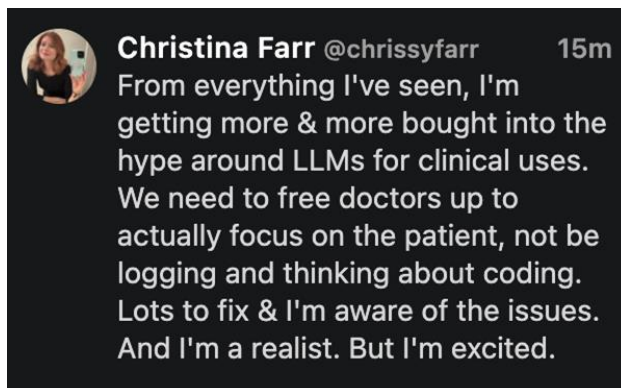 Christina Farr @chrissyfarr 15m
From everything I've seen, I'm
getting more & more bought into the
hype around LLMs for clinical uses.
We need to free doctors up to
actually focus on the patient, not be
logging and thinking about coding.
Lots to fix & I'm aware of the issues.
And I'm a realist. But I'm excited.